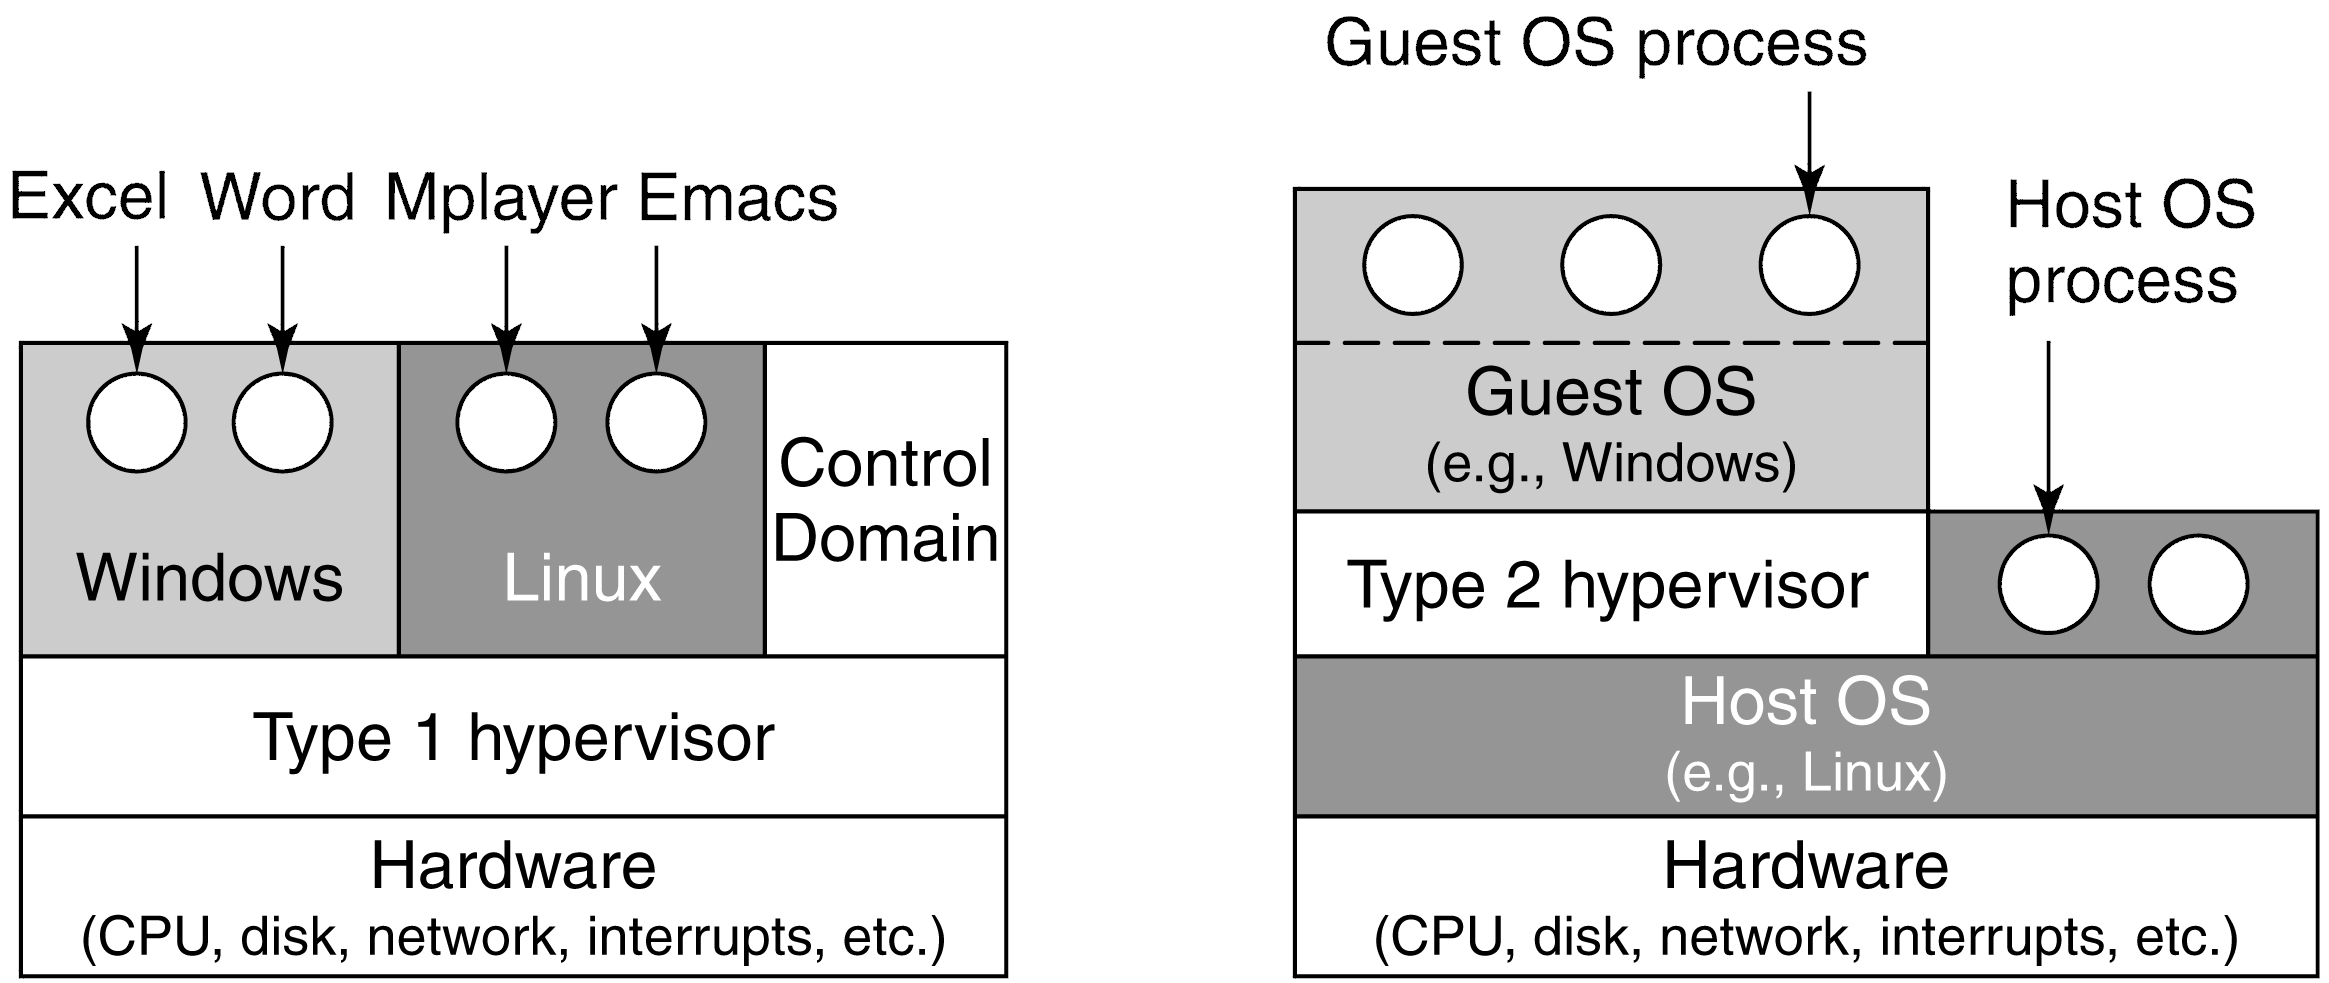 Excel Word Mplayer Emacs
Windows
Linux
Control
Domain
Type 1 hypervisor
Hardware
(CPU, disk, network, interrupts, etc.)
Guest OS process
Host OS
process
Guest OS
(e.g., Windows)
Type 2 hypervisor
Host OS
(e.g., Linux)
Hardware
(CPU, disk, network, interrupts, etc.)